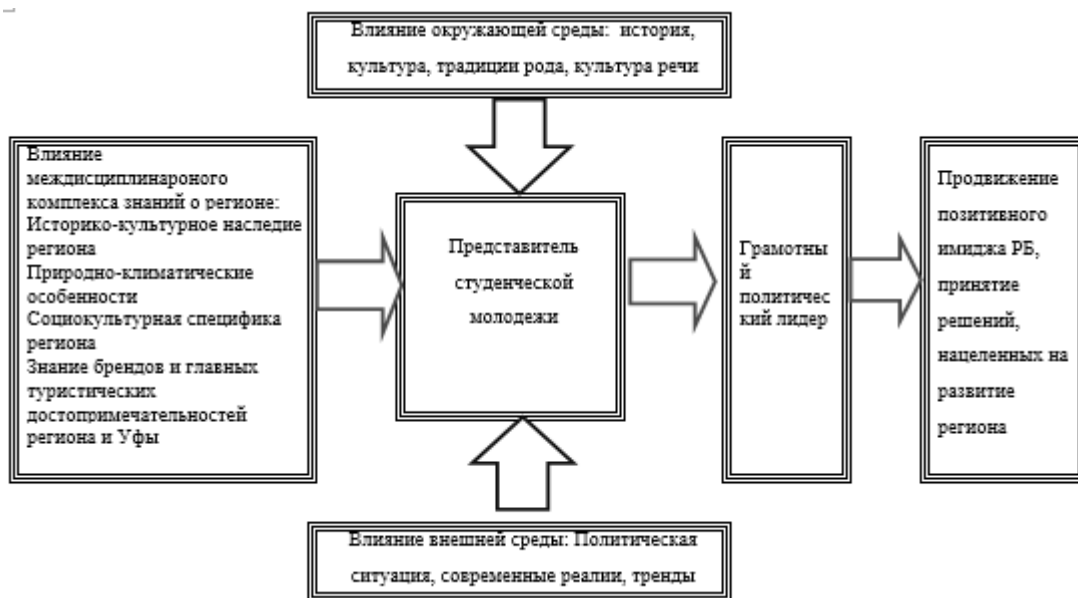 Влияние окружающей среды: история,
культура, традиции рода, культура речи
Влияние
междисциплинароного
комплекса знаний о регионе:
Историко-культурное наследие
региона
Природно-климатические
особенности
Социокультурная специфика
региона
Знание брендов и главных
туристических
достопримечательностей
региона и Уфы
Представитель
студенческой
молодежи
Грамотны
й
политичес
кий лидер
Продвижение
позитивного
имиджа РБ,
принятие
решений,
нацеленных на
развитие
региона
Влияние внешней среды: Политическая
ситуация, современные реалии, тренды